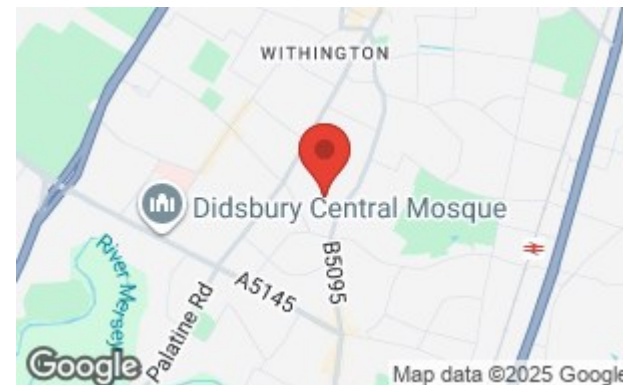 WITHINGTON
Didsbury Central Mosque
River Mersey
B5095
A5145
Palatine Rd
Google
Map data ©2025 Google